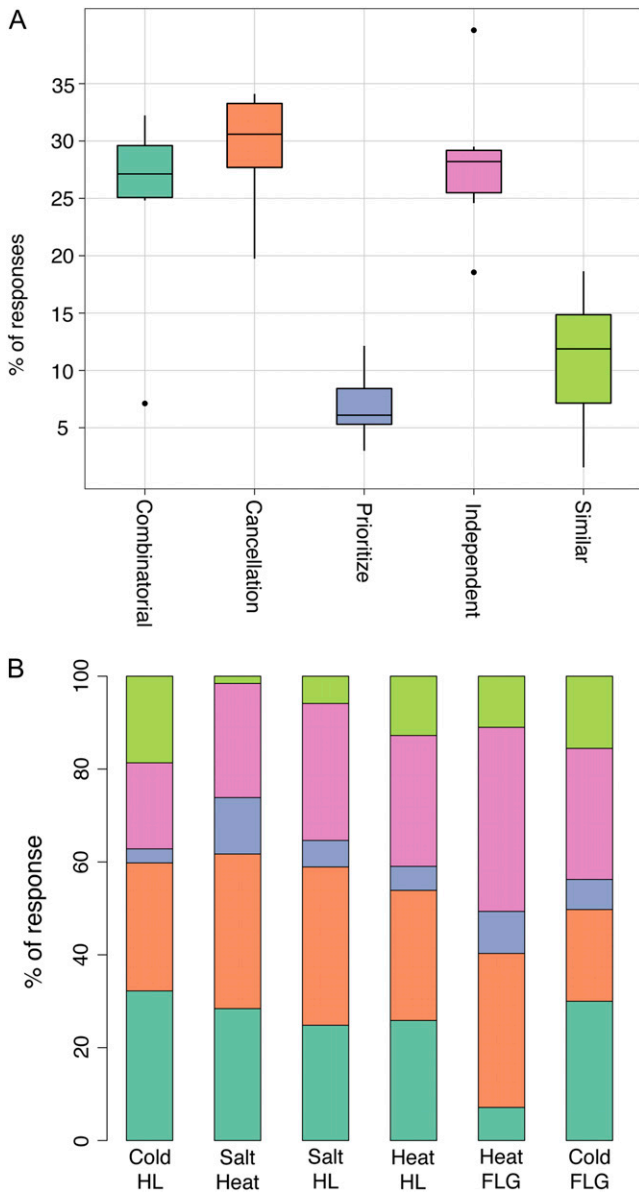 A
% of responses
35
30
25
20
15
10
5
Combinatorial
Cancellation
Prioritize
Independent
Similar
B
% of response
100
80
60
40
20
0
Cold
HL
Salt
Heat
Salt
HL
Heat
HL
Heat
FLG
Cold
FLG